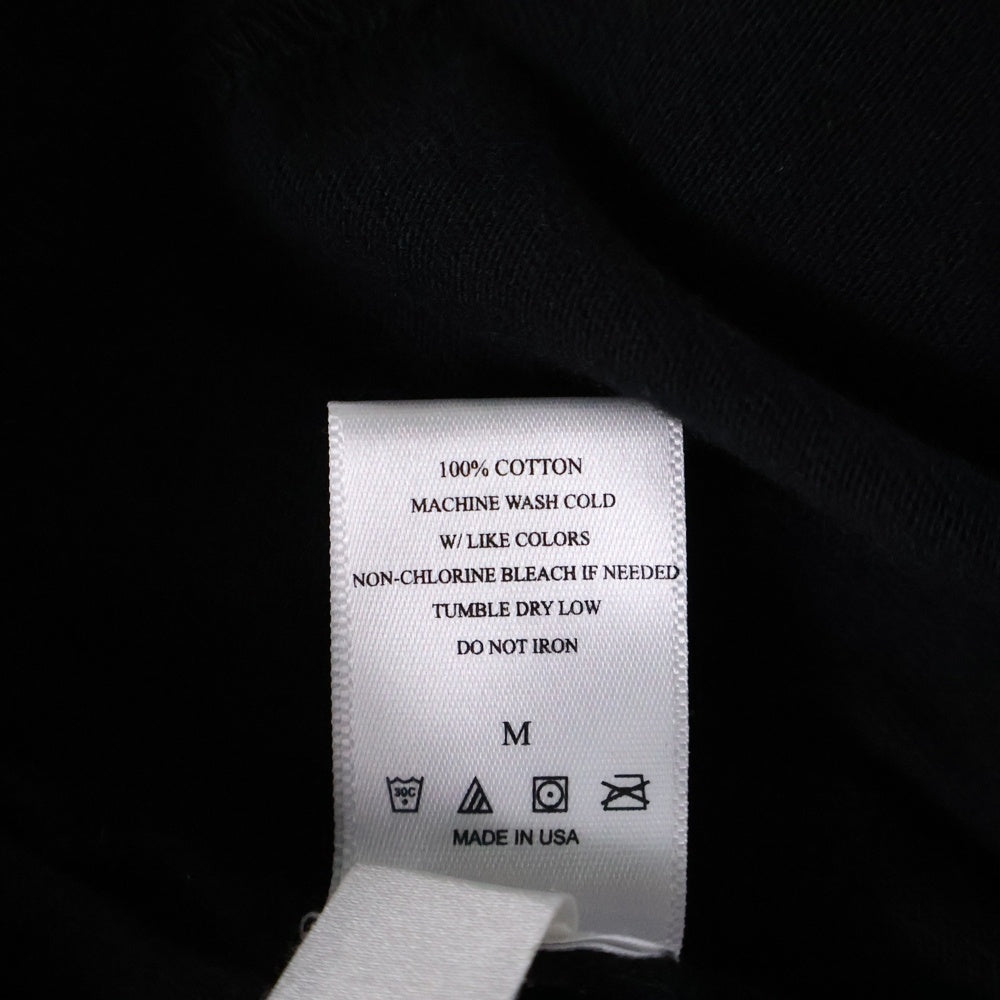 100% COTTON
MACHINE WASH COLD
W/ LIKE COLORS
NON-CHLORINE BLEACH IF NEEDED
TUMBLE DRY LOW
DO NOT IRON
M
30C
MADE IN USA